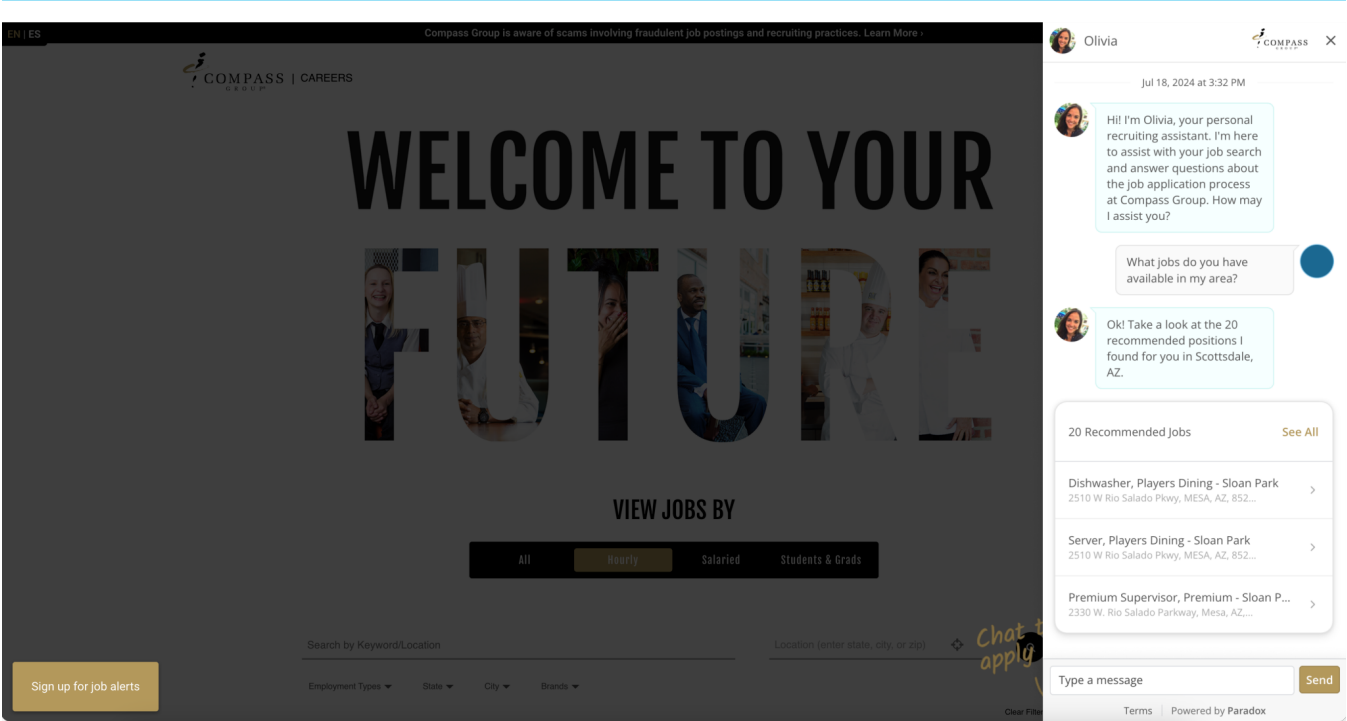 EN | ES
Compass Group is aware of scams involving fraudulent job postings and recruiting practices. Learn More ›
COMPASS
GROUP
| CAREERS
WELCOME TO YOUR
FUTURE
VIEW JOBS BY
All
Hourly
Salaried
Students & Grads
Search by Keyword/Location
Location (enter state, city, or zip)
Chat
apply
Employment Types
State
City
Brands
Clear
Sign up for job alerts
Olivia
COMPASS
GROUP
Jul 18, 2024 at 3:32 PM
Hi! I'm Olivia, your personal
recruiting assistant. I'm here
to assist with your job search
and answer questions about
the job application process
at Compass Group. How may
I assist you?
What jobs do you have
available in my area?
Ok! Take a look at the 20
recommended positions I
found for you in Scottsdale,
AZ.
20 Recommended Jobs
See All
Dishwasher, Players Dining - Sloan Park
2510 W Rio Salado Pkwy, MESA, AZ, 852...
Server, Players Dining - Sloan Park
2510 W Rio Salado Pkwy, MESA, AZ, 852...
Premium Supervisor, Premium - Sloan P...
2330 W. Rio Salado Parkway, Mesa, AZ,...
Type a message
Send
Terms | Powered by Paradox